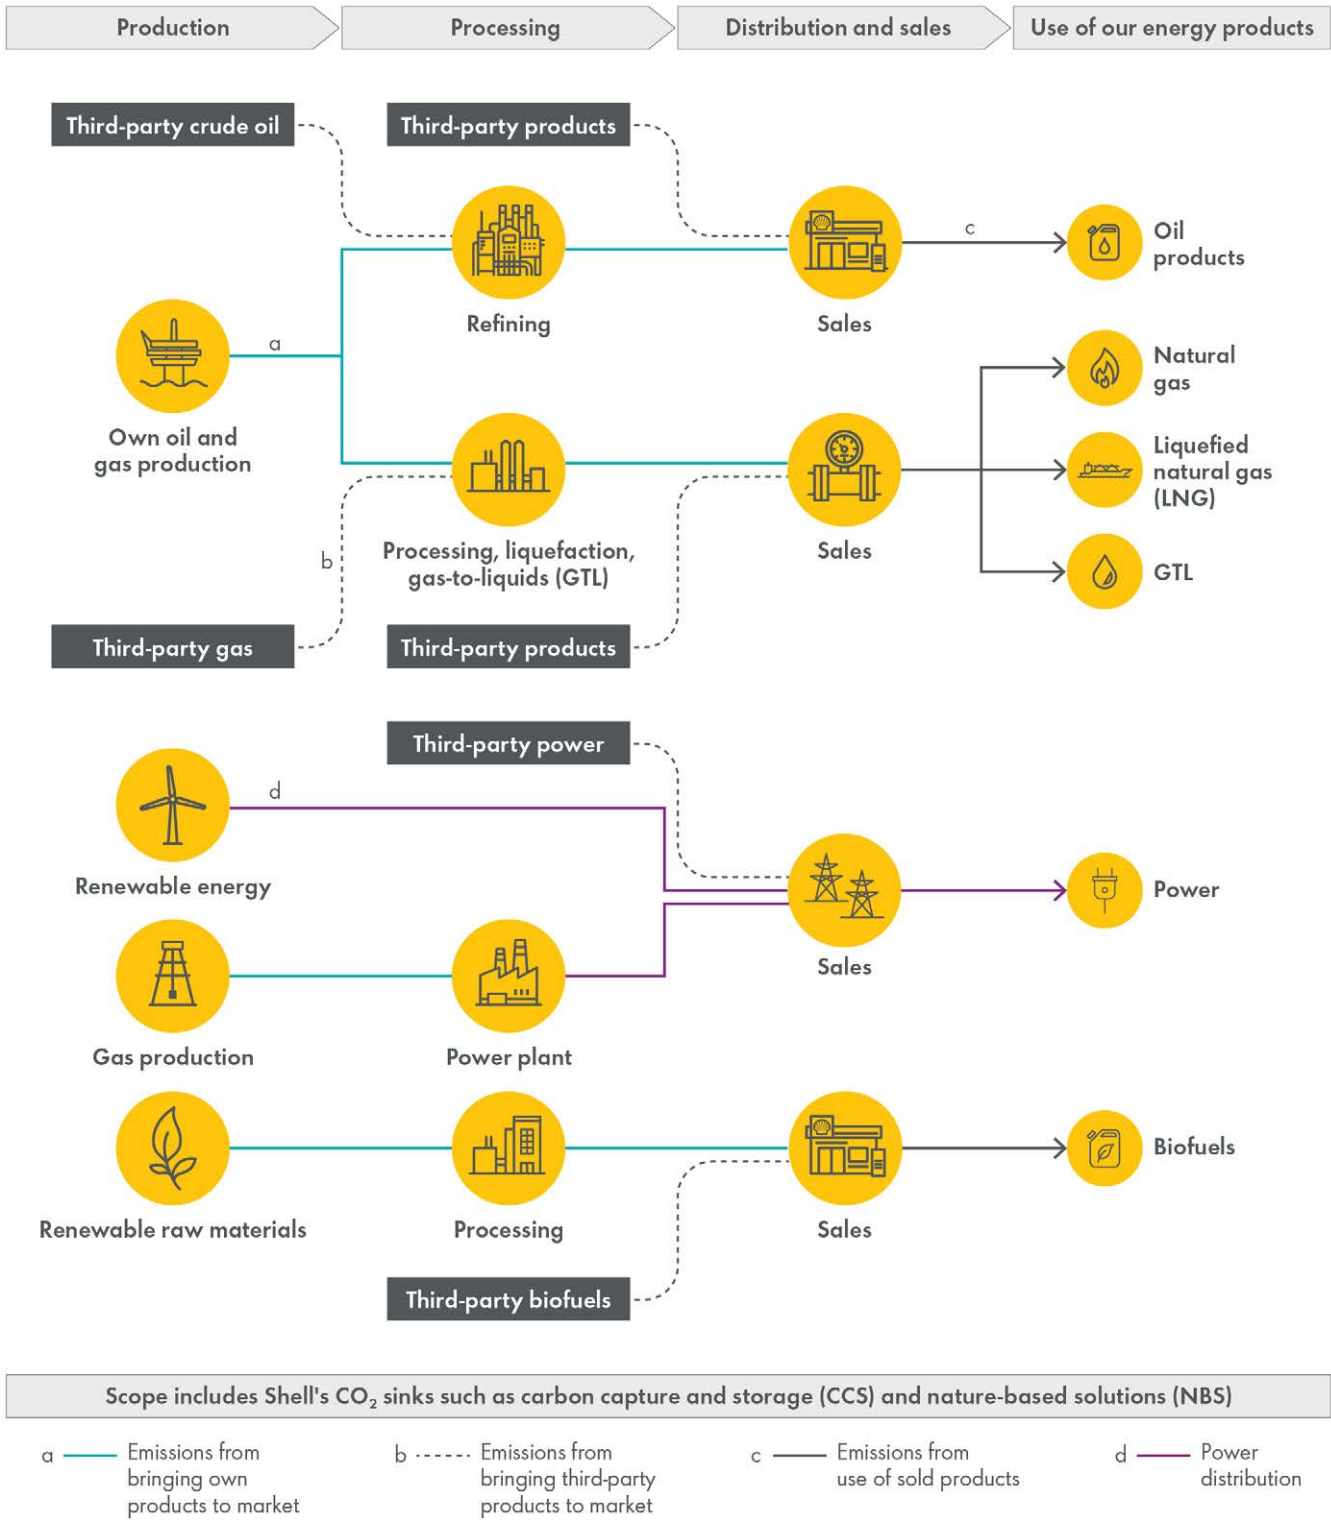 Production
Processing
Distribution and sales
Use of our energy products
Third-party crude oil
Third-party products
c
Oil
products
Refining
Sales
a
Own oil and
gas production
Natural
gas
Liquefied
natural gas
(LNG)
GTL
b
Processing, liquefaction,
gas-to-liquids (GTL)
Sales
Third-party gas
Third-party products
Third-party power
d
Renewable energy
Power
Sales
Gas production
Power plant
Biofuels
Renewable raw materials
Processing
Sales
Third-party biofuels
Scope includes Shell's CO₂ sinks such as carbon capture and storage (CCS) and nature-based solutions (NBS)
a
Emissions from
bringing own
products to market
b
Emissions from
bringing third-party
products to market
c
Emissions from
use of sold products
d
Power
distribution